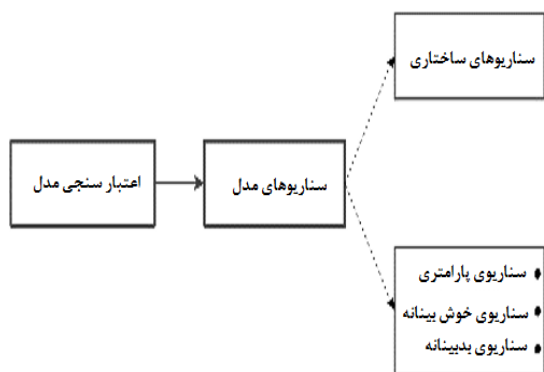 سناریوهای ساختاری
اعتبار سنجی مدل
سناریوهای مدل
• سناریوی پارامتری
• سناریوی خوش بینانه
• سناریوی بدبینانه